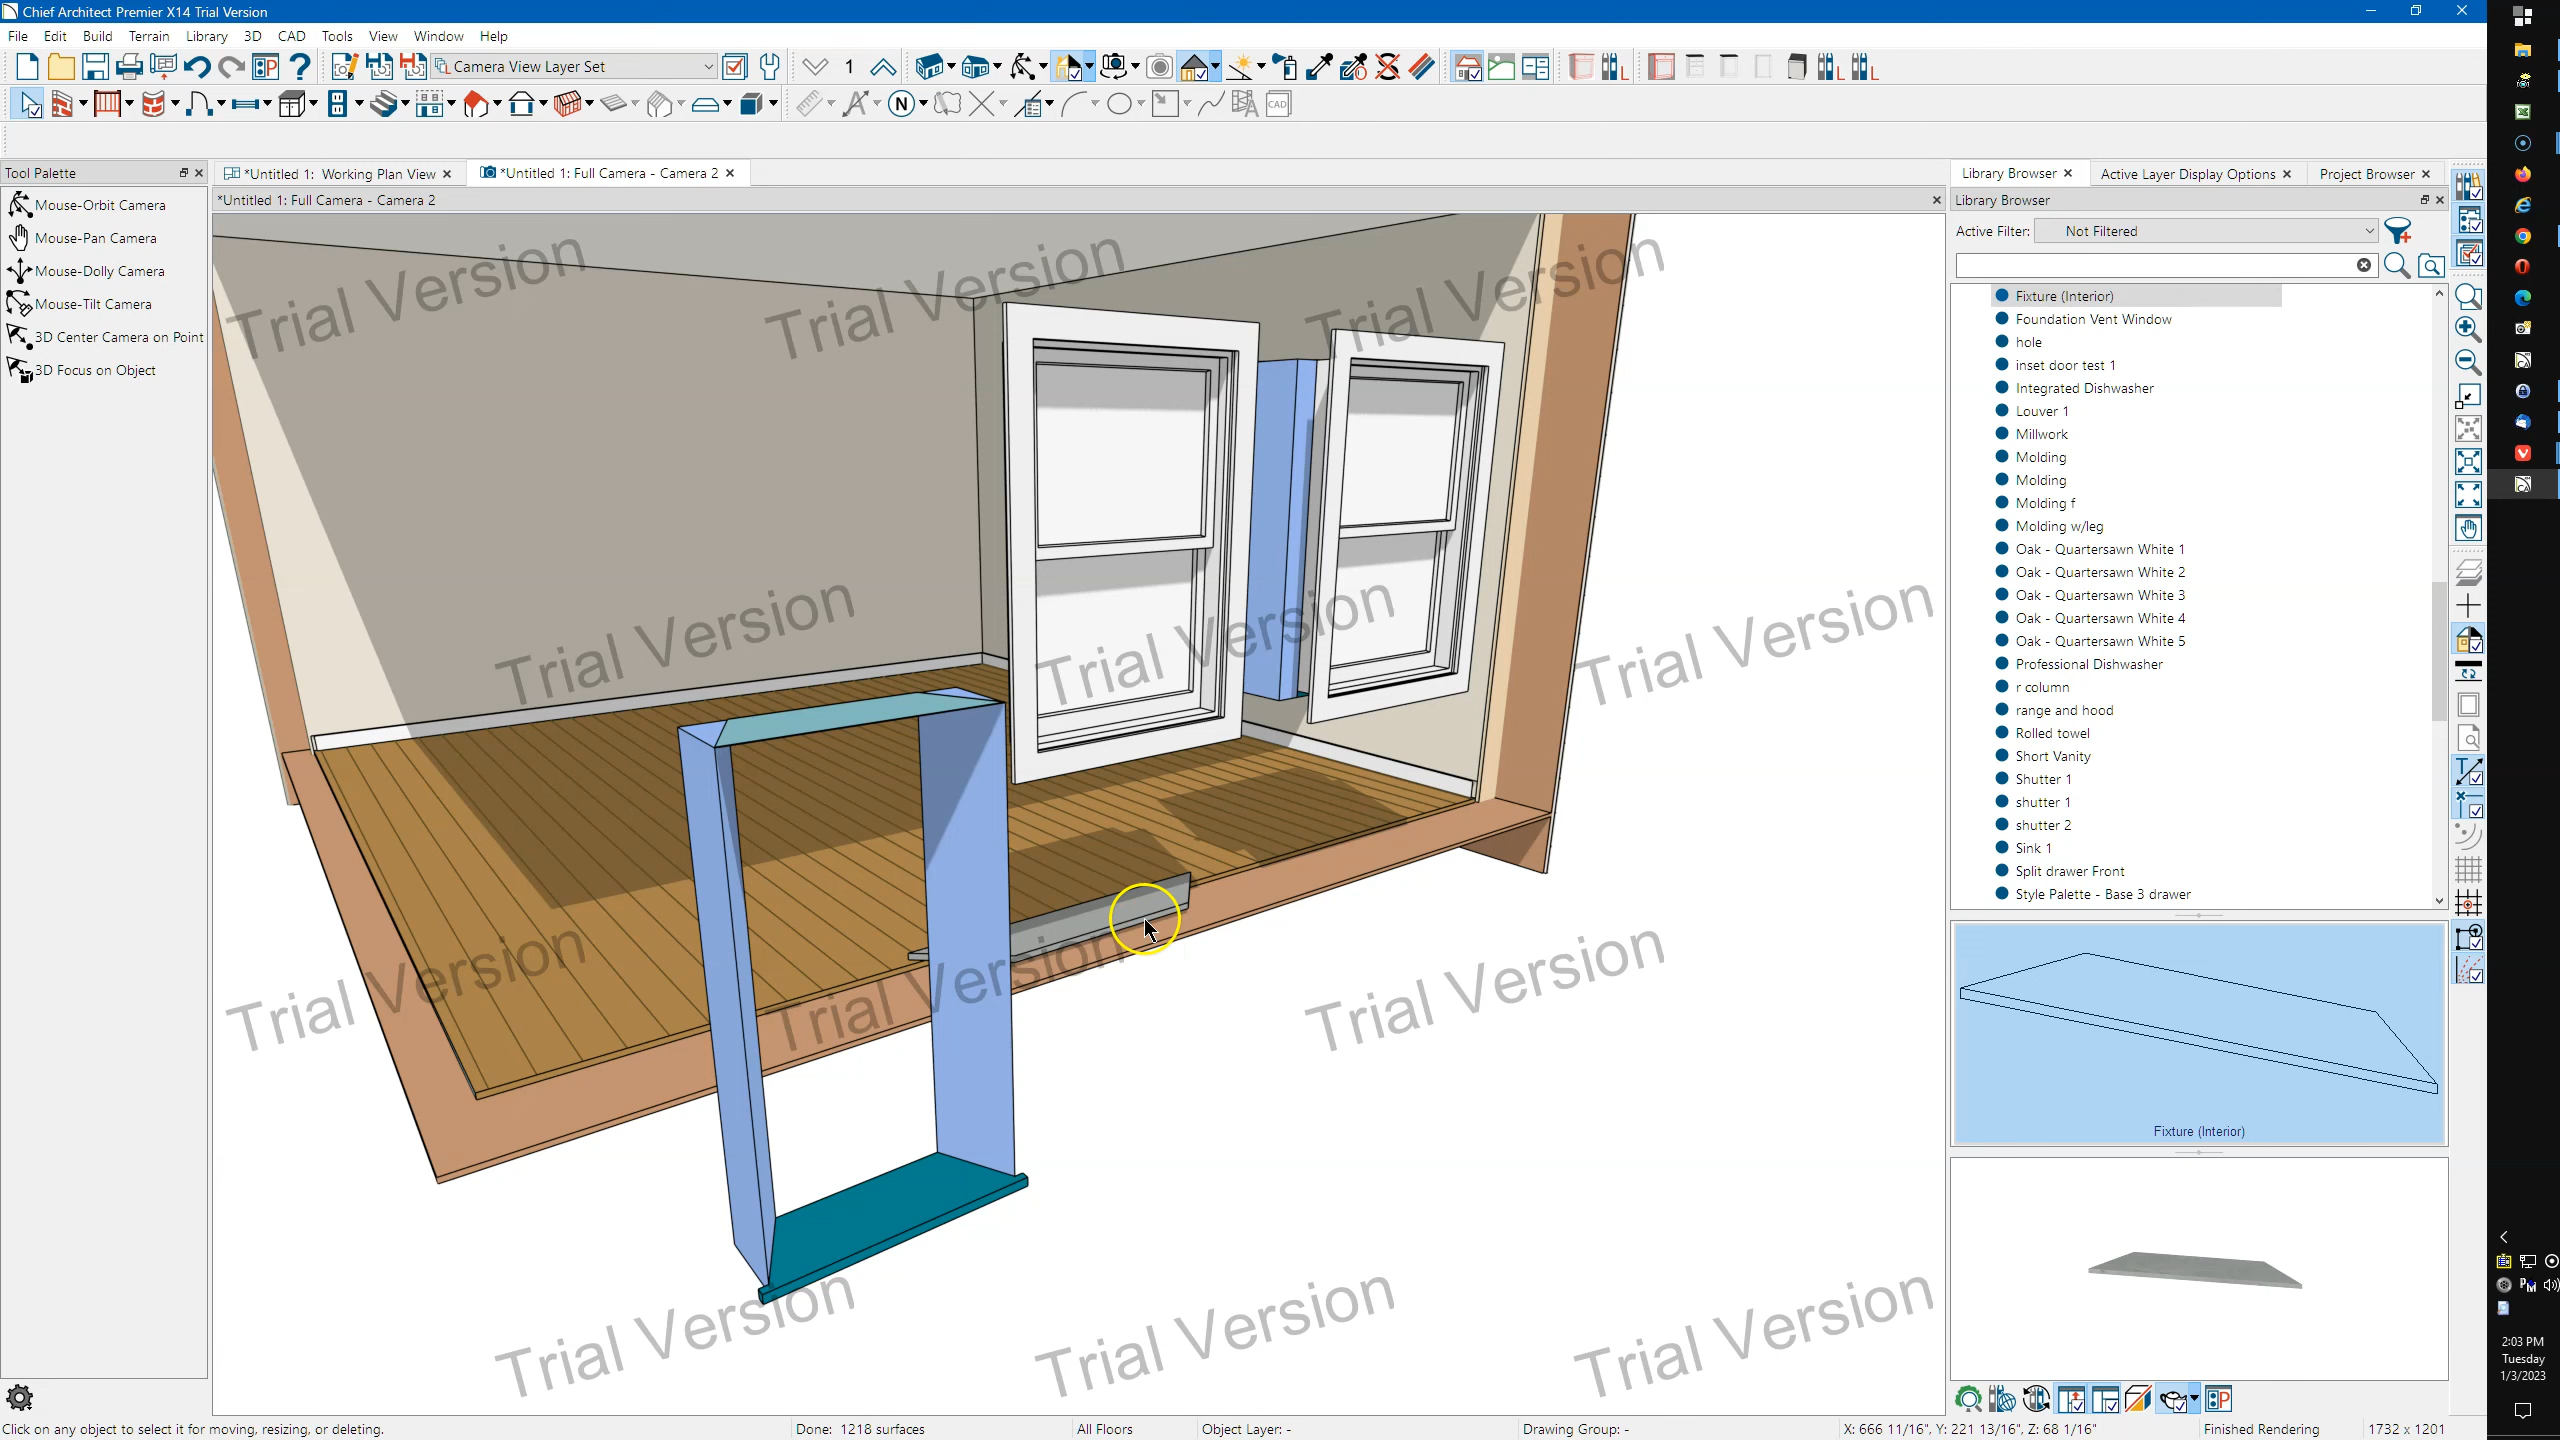 Chief Architect Premier X14 Trial Version
File Edit Build Terrain Library 3D CAD Tools View Window Help
Camera View Layer Set
1
Tool Palette
*Untitled 1: Working Plan View
*Untitled 1: Full Camera - Camera 2
Library Browser
Active Layer Display Options
Project Browser
*Untitled 1: Full Camera - Camera 2
Library Browser
Mouse-Orbit Camera
Mouse-Pan Camera
Mouse-Dolly Camera
Mouse-Tilt Camera
3D Center Camera on Point
3D Focus on Object
Active Filter: Not Filtered
Fixture (Interior)
Foundation Vent Window
hole
inset door test 1
Integrated Dishwasher
Louver 1
Millwork
Molding
Molding
Molding f
Molding w/leg
Oak - Quartersawn White 1
Oak - Quartersawn White 2
Oak - Quartersawn White 3
Oak - Quartersawn White 4
Oak - Quartersawn White 5
Professional Dishwasher
r column
range and hood
Rolled towel
Short Vanity
Shutter 1
shutter 1
shutter 2
Sink 1
Split drawer Front
Style Palette - Base 3 drawer
Fixture (Interior)
Trial Version Trial Version Trial Version
Trial Version Trial Version Trial Version
Trial Version Trial Version Trial Version
Trial Version Trial Version Trial Version
2:03 PM
Tuesday
1/3/2023
Click on any object to select it for moving, resizing, or deleting.
Done: 1218 surfaces
All Floors
Object Layer: -
Drawing Group: -
X: 666 11/16", Y: 221 13/16", Z: 68 1/16"
Finished Rendering
1732 x 1201